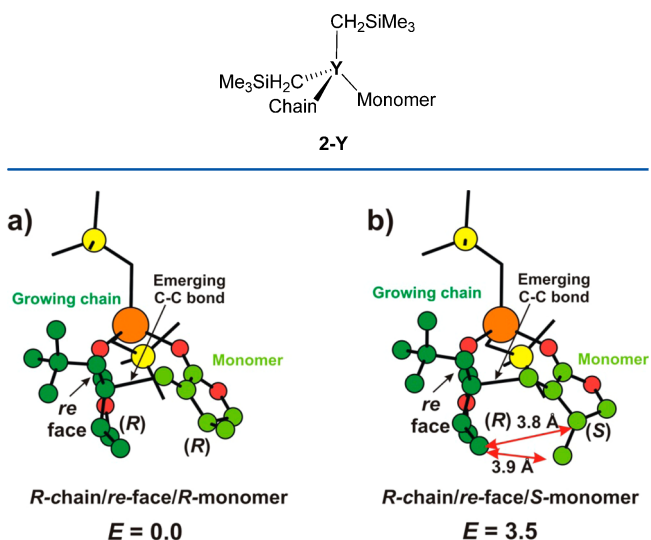 CH₂SiMe₃
Me₃SiH₂C
Y
Chain
Monomer
2-Y
a)
Growing chain
Emerging
C-C bond
Monomer
re
face
(R)
(R)
R-chain/re-face/R-monomer
E = 0.0
b)
Growing chain
Emerging
C-C bond
Monomer
re
face
(R)
3.8 Å
(S)
3.9 Å
R-chain/re-face/S-monomer
E = 3.5